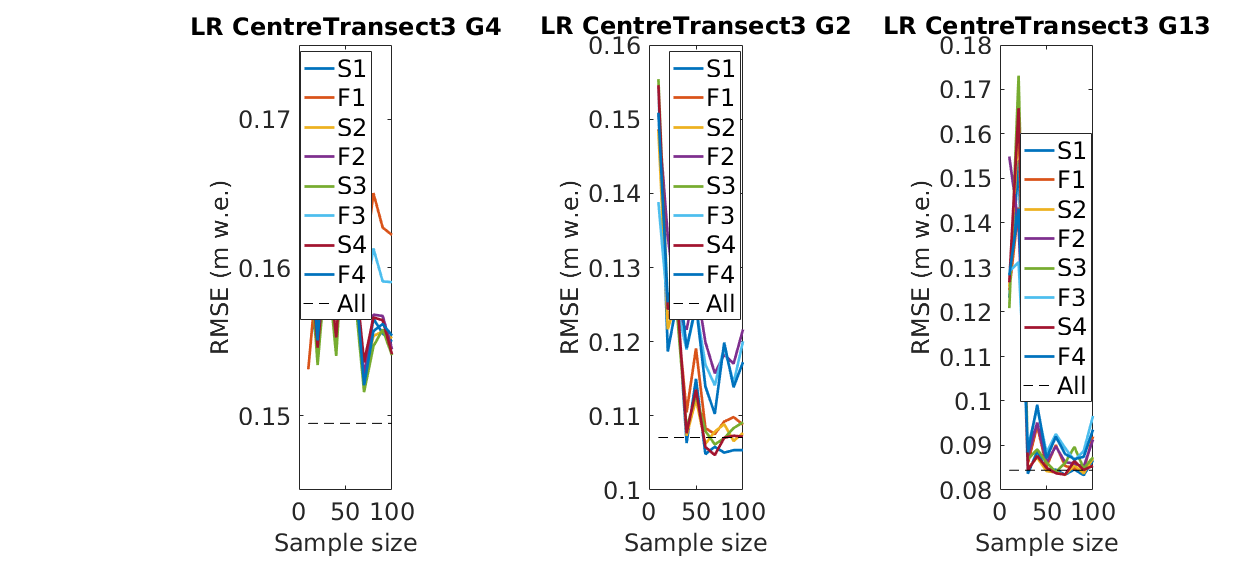 LR CentreTransect3 G4
RMSE (m w.e.)
0.17
0.16
0.15
S1
F1
S2
F2
S3
F3
S4
F4
All
0 50 100
Sample size
LR CentreTransect3 G2
RMSE (m w.e.)
0.16
0.15
0.14
0.13
0.12
0.11
0.1
S1
F1
S2
F2
S3
F3
S4
F4
All
0 50 100
Sample size
LR CentreTransect3 G13
RMSE (m w.e.)
0.18
0.17
0.16
0.15
0.14
0.13
0.12
0.11
0.1
0.09
0.08
S1
F1
S2
F2
S3
F3
S4
F4
All
0 50 100
Sample size